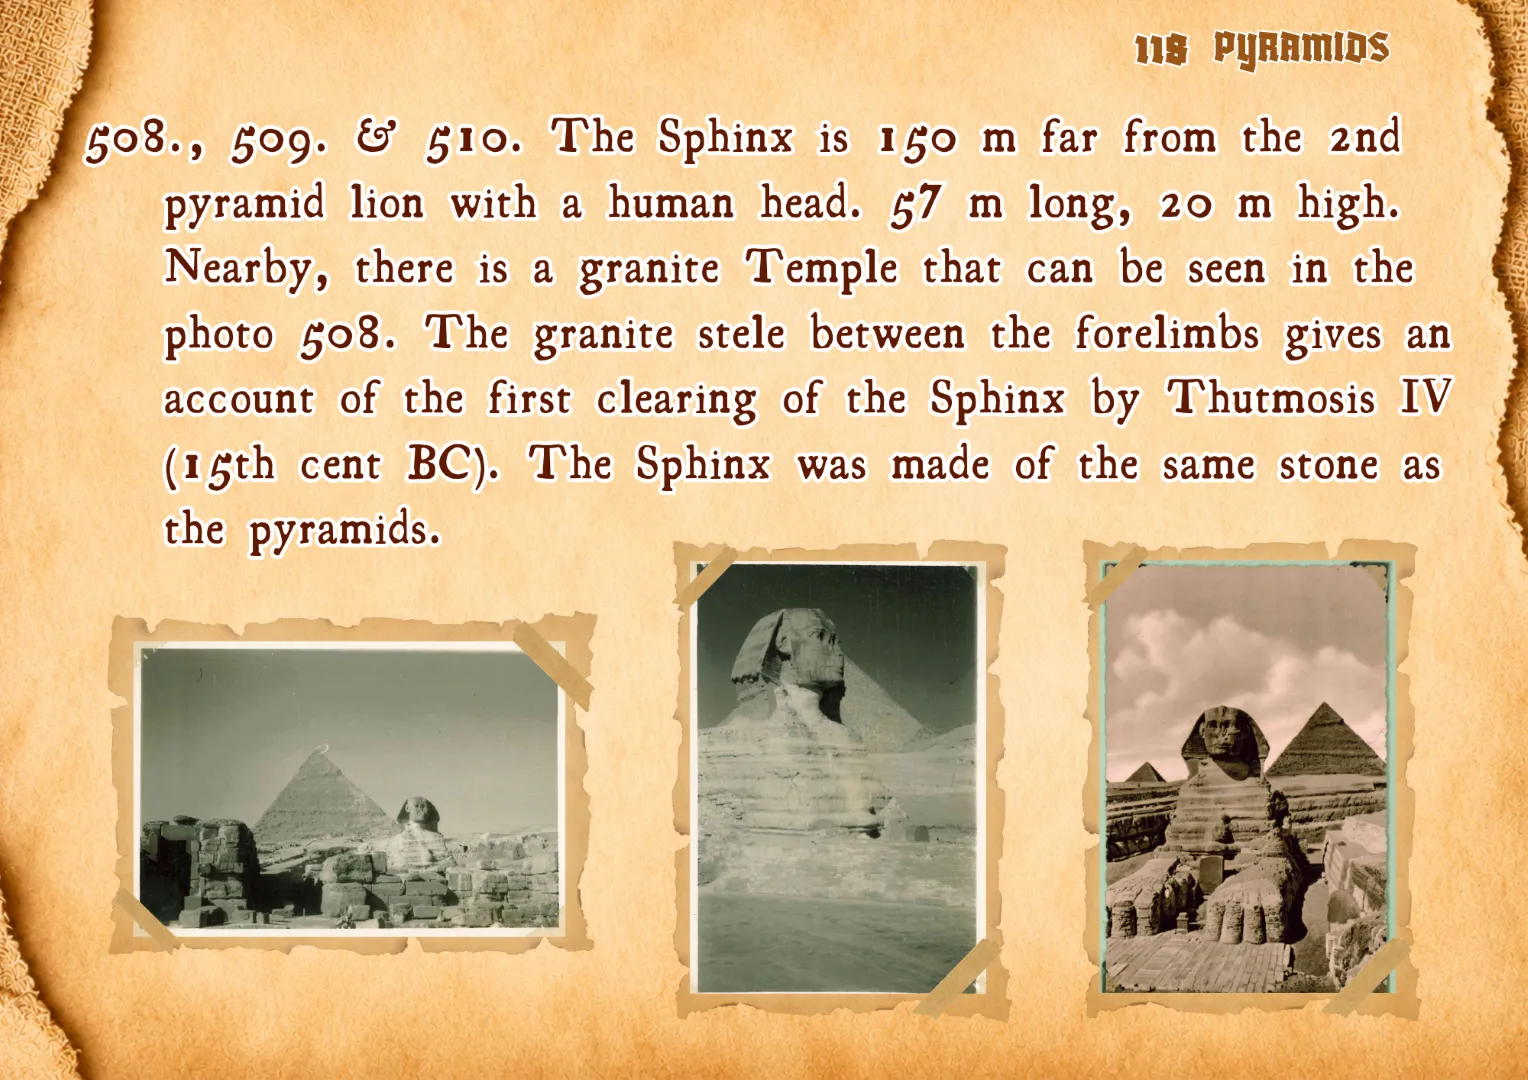 118 PYRAMIDS
508., 509. & 510. The Sphinx is 150 m far from the 2nd
pyramid lion with a human head. 57 m long, 20 m high.
Nearby, there is a granite Temple that can be seen in the
photo 508. The granite stele between the forelimbs gives an
account of the first clearing of the Sphinx by Thutmosis IV
(15th cent BC). The Sphinx was made of the same stone as
the pyramids.